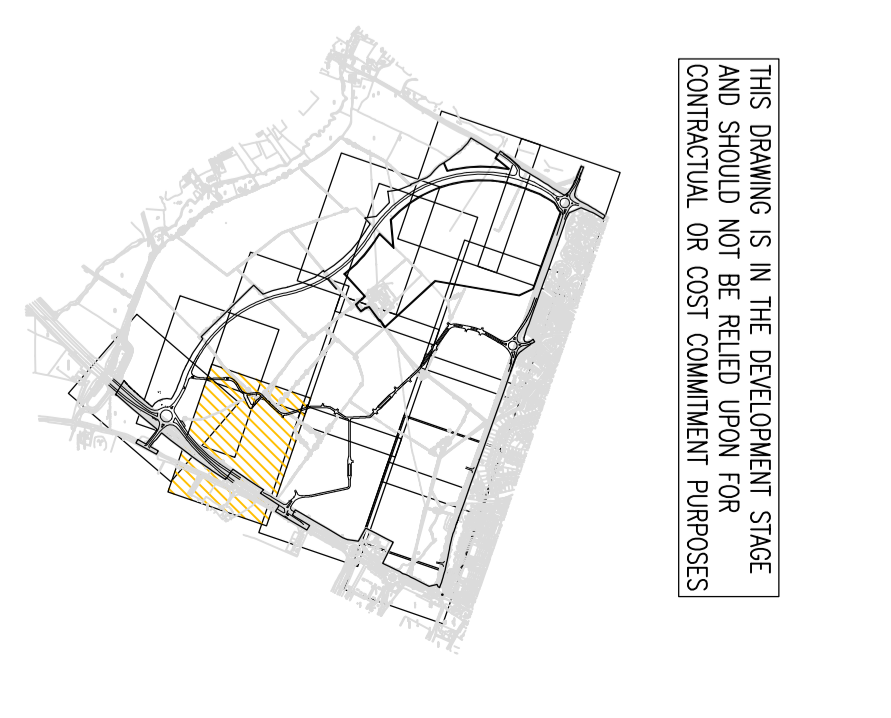 THIS DRAWING IS IN THE DEVELOPMENT STAGE
AND SHOULD NOT BE RELIED UPON FOR
CONTRACTUAL OR COST COMMITMENT PURPOSES